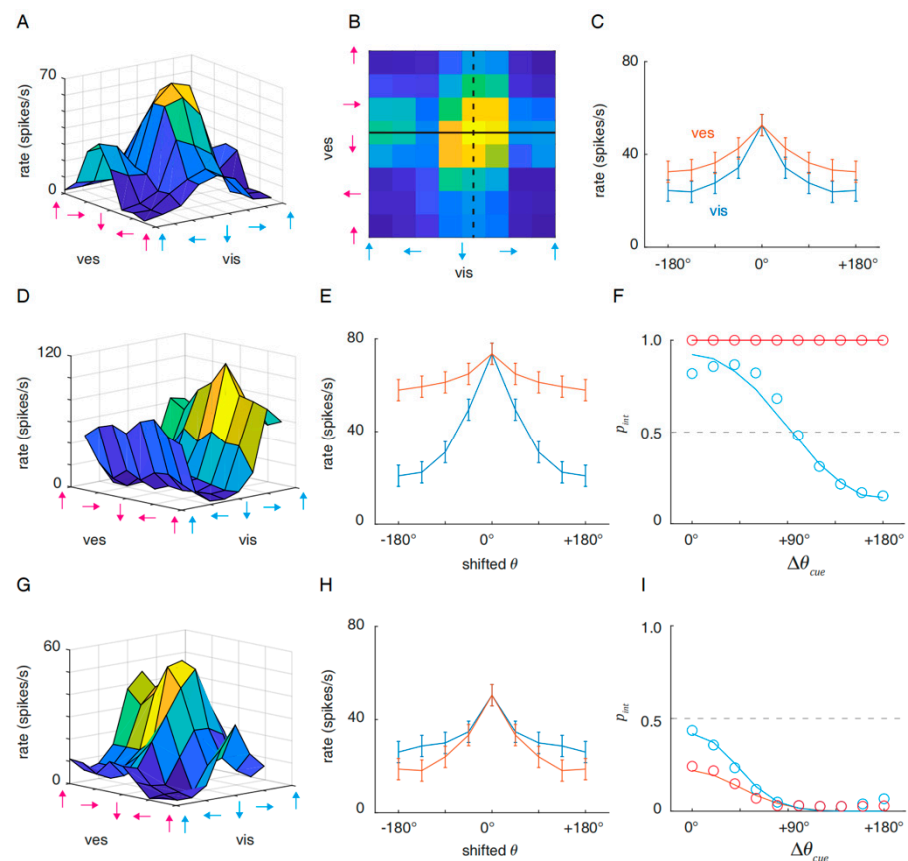 A
B
C
70
rate (spikes/s)
0
ves
vis
ves
vis
80
rate (spikes/s)
40
0
ves
vis
-180°
0°
+180°
D
E
F
120
rate (spikes/s)
0
ves
vis
80
rate (spikes/s)
40
0
-180°
0°
+180°
shifted θ
1.0
p_int
0.5
0
0°
+90°
+180°
Δθ_cue
G
H
I
60
rate (spikes/s)
0
ves
vis
80
rate (spikes/s)
40
0
-180°
0°
+180°
shifted θ
1.0
p_int
0.5
0
0°
+90°
+180°
Δθ_cue